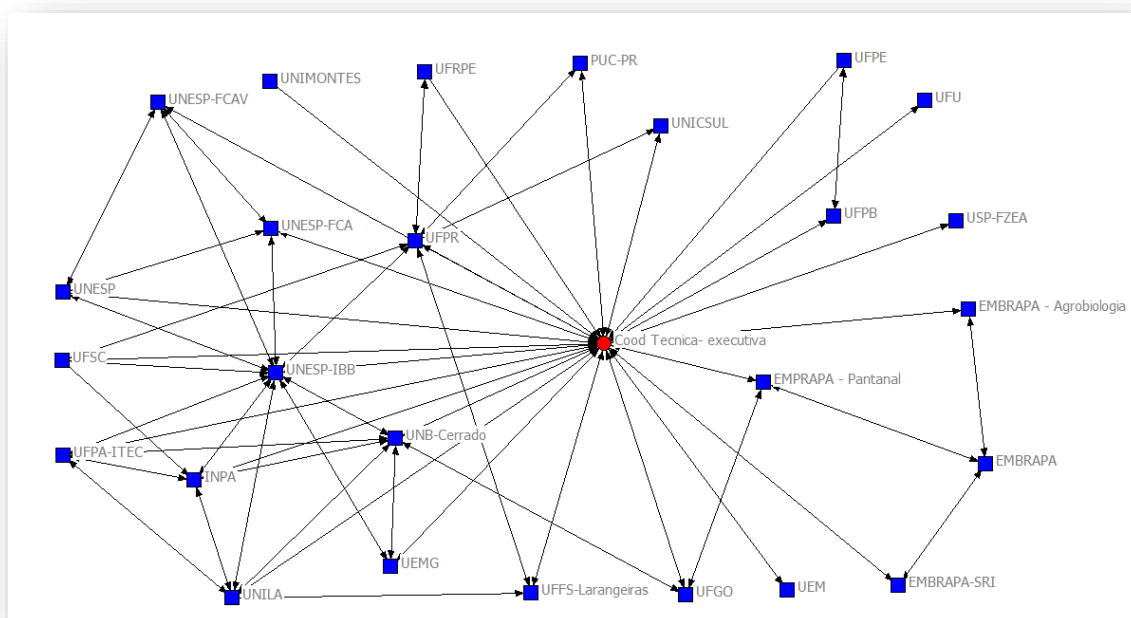 UFPE
PUC-PR
UFRPE
UNIMONTES
UNESP-FCAV
UFU
UNICSUL
UFPB
USP-FZEA
UNESP-FCA
UFPR
UNESP
EMBRAPA - Agrobiologia
Cood Tecnica- executiva
UFSC
UNESP-IBB
EMPRAPA - Pantanal
UNB-Cerrado
UFPA-ITEC
EMBRAPA
INPA
UEMG
EMBRAPA-SRI
UEM
UFFS-Larangeiras
UFGO
UNILA